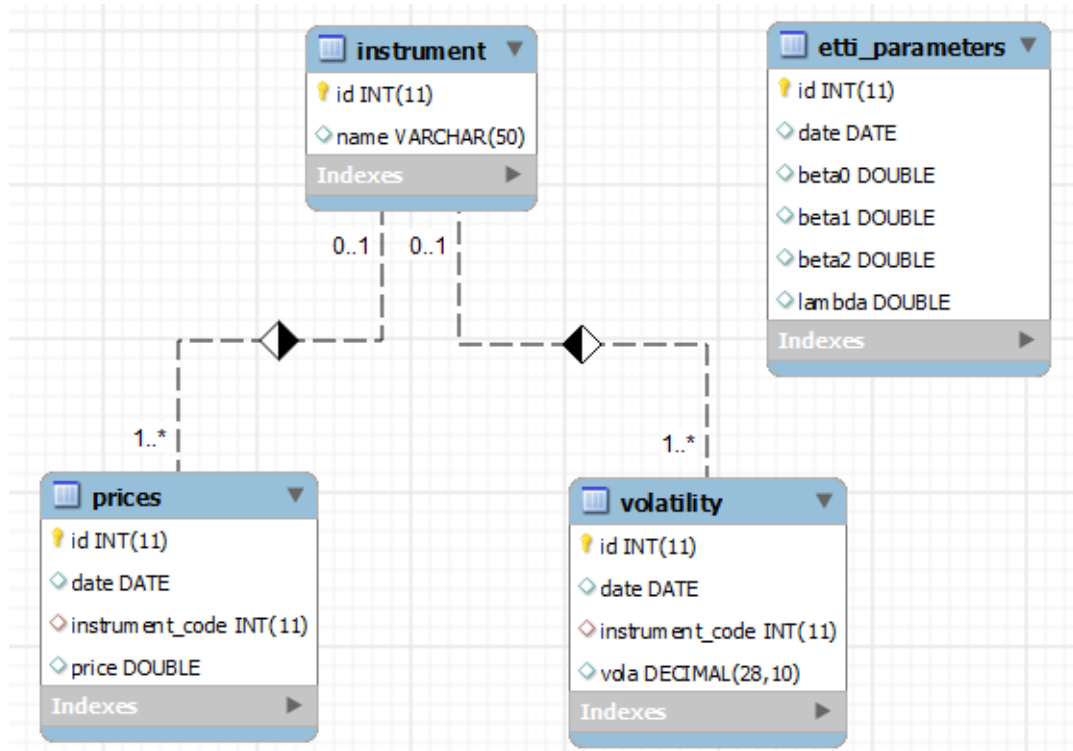 instrument
id INT(11)
name VARCHAR(50)
Indexes
etti_parameters
id INT(11)
date DATE
beta0 DOUBLE
beta1 DOUBLE
beta2 DOUBLE
lambda DOUBLE
Indexes
0..1
0..1
1..*
1..*
prices
id INT(11)
date DATE
instrument_code INT(11)
price DOUBLE
Indexes
volatility
id INT(11)
date DATE
instrument_code INT(11)
vola DECIMAL(28,10)
Indexes